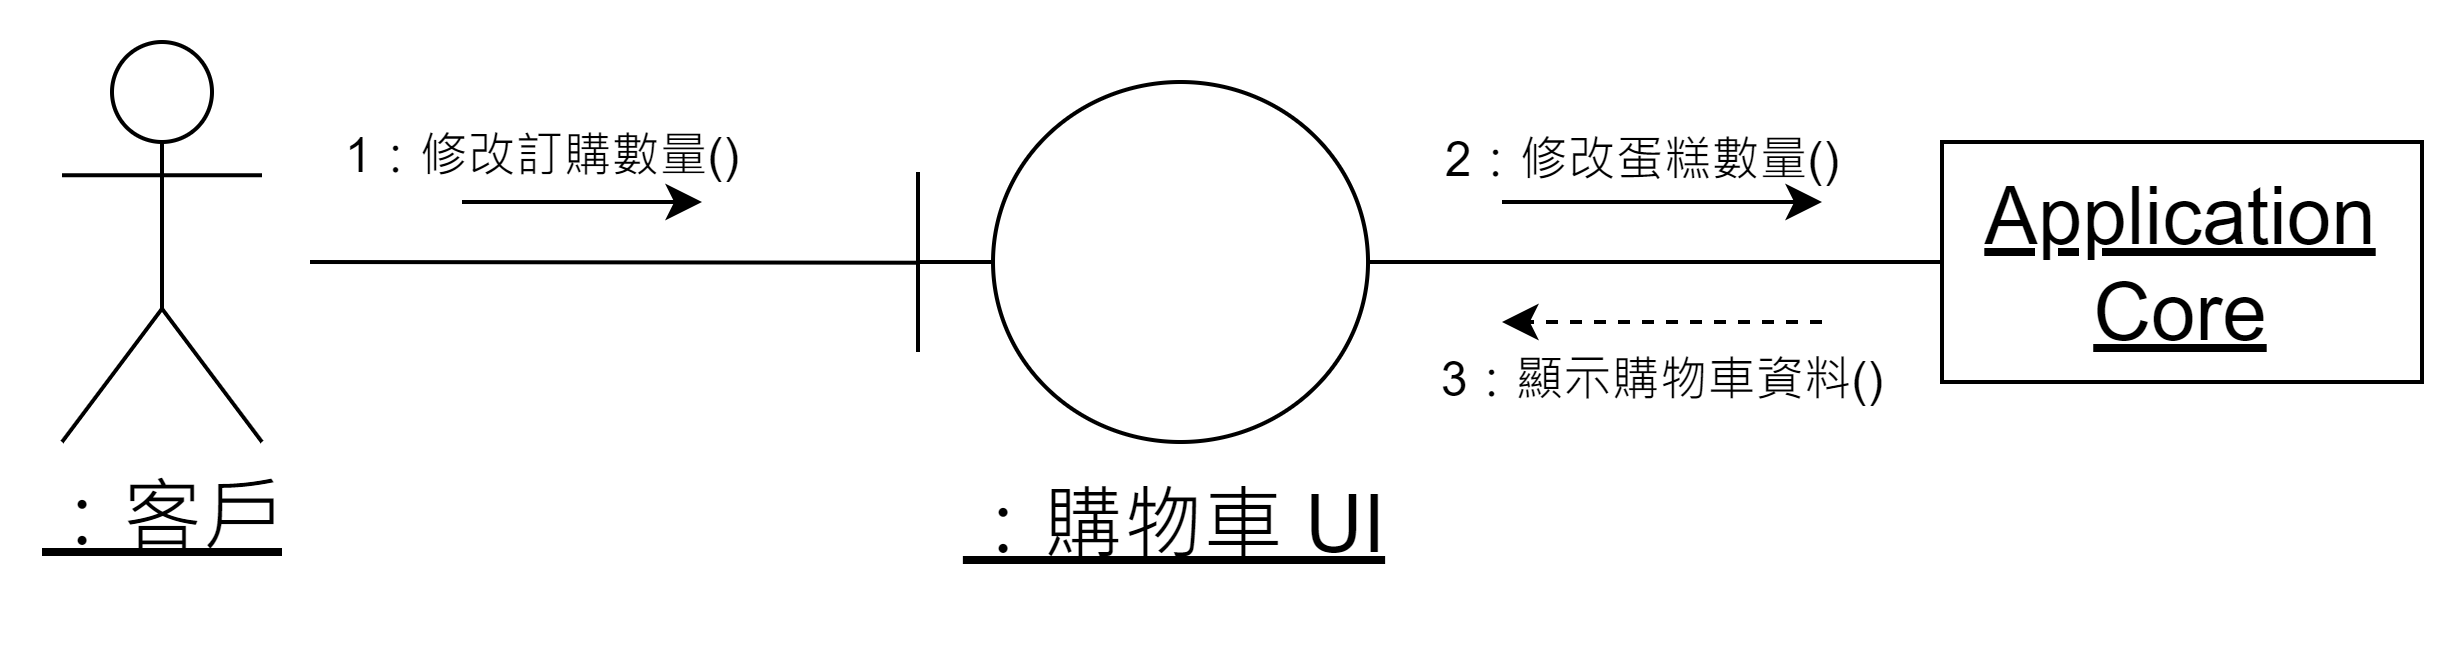 1：修改訂購數量()
2：修改蛋糕數量()
Application
Core
3：顯示購物車資料()
：客戶
：購物車 UI